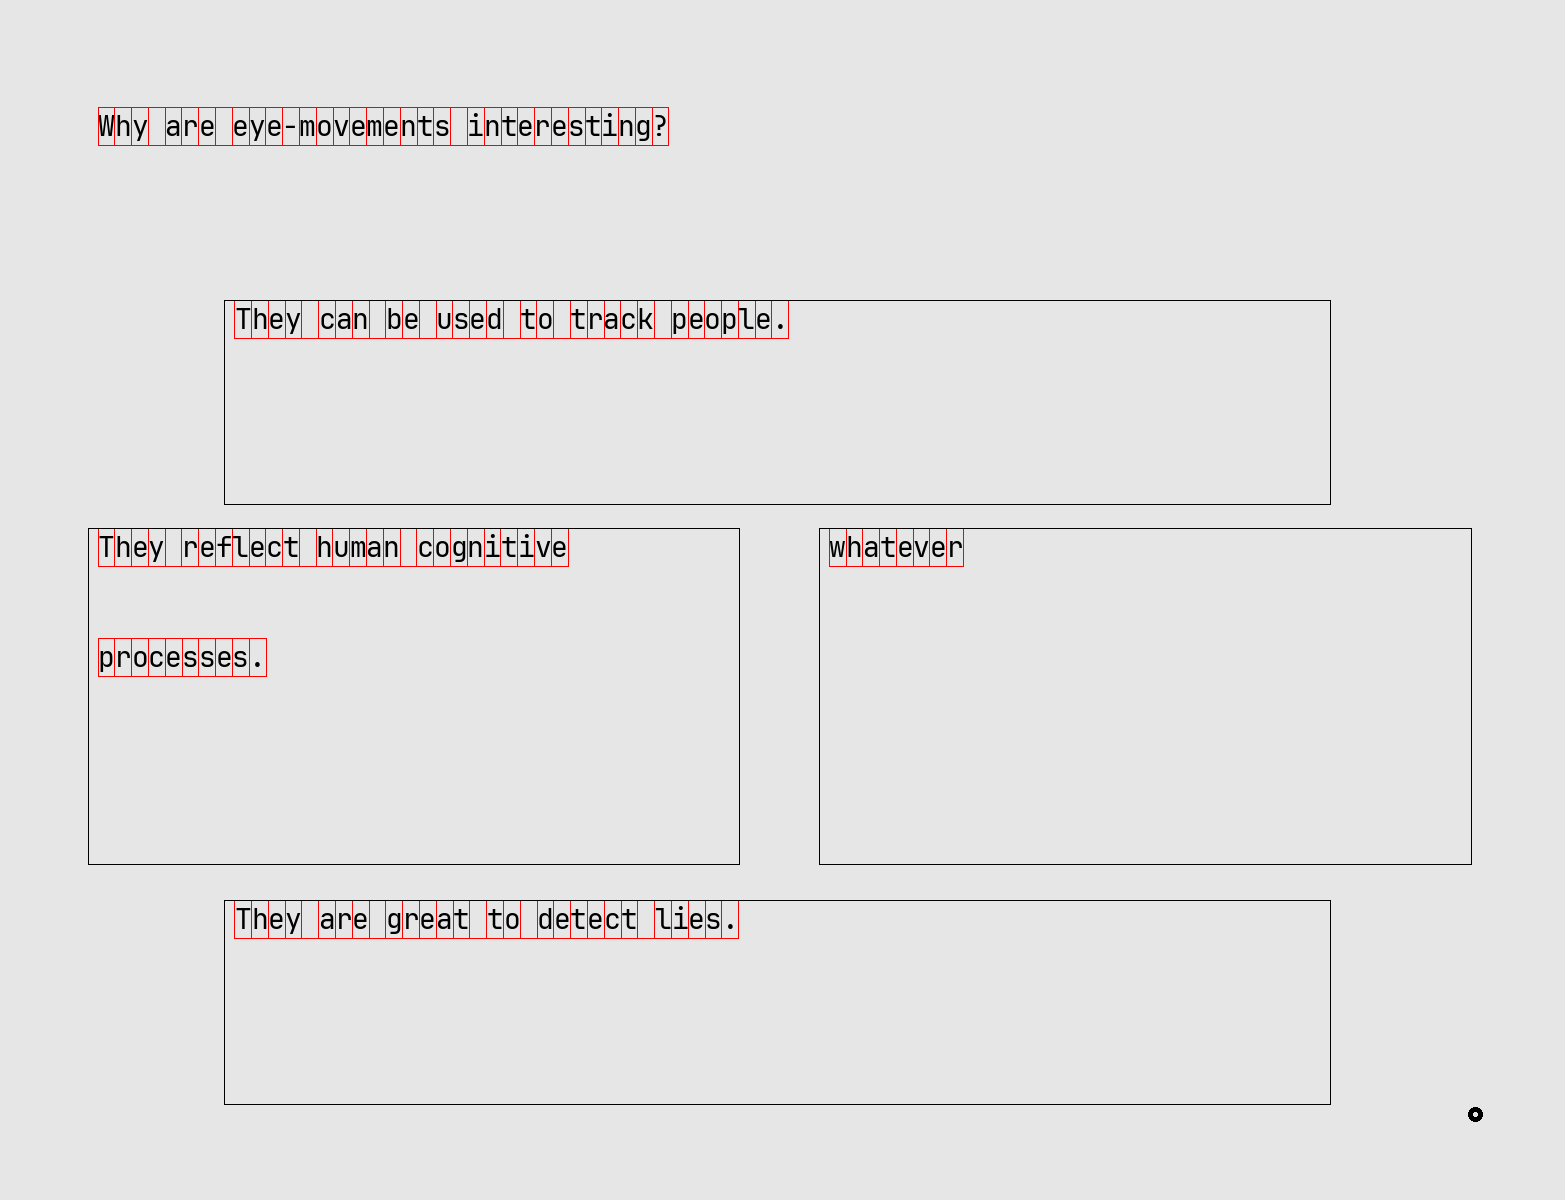 Why are eye-movements interesting?
They can be used to track people.
They reflect human cognitive
processes.
whatever
They are great to detect lies.